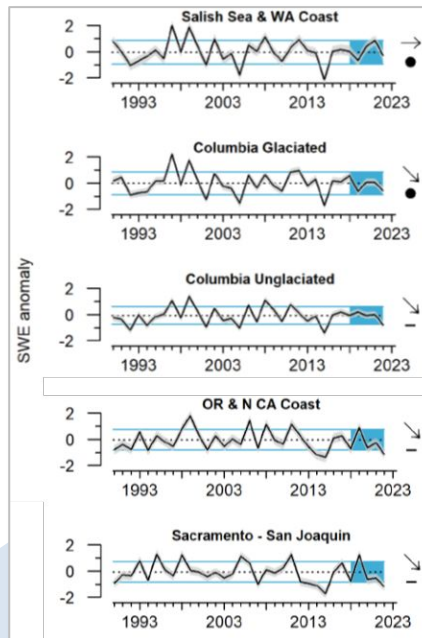 Salish Sea & WA Coast
2
0
-2
1993 2003 2013 2023
Columbia Glaciated
2
0
-2
1993 2003 2013 2023
Columbia Unglaciated
2
0
-2
1993 2003 2013 2023
SWE anomaly
OR & N CA Coast
2
0
-2
1993 2003 2013 2023
Sacramento - San Joaquin
2
0
-2
1993 2003 2013 2023